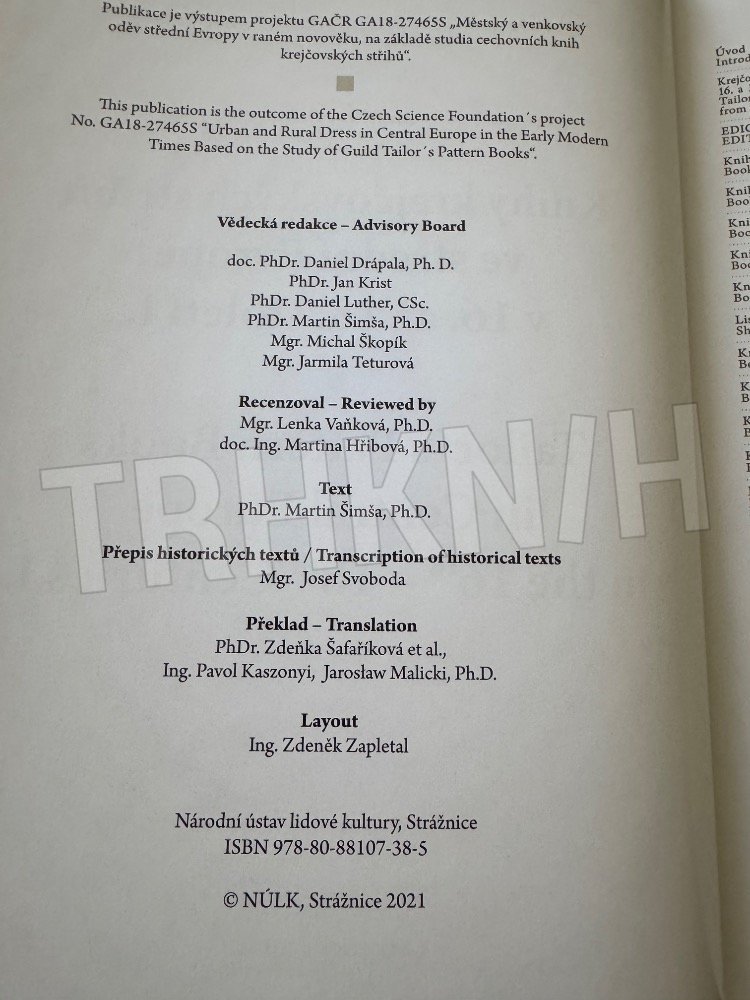 Publikace je výstupem projektu GAČR GA18-27465S „Městský a venkovský
oděv střední Evropy v raném novověku, na základě studia cechovních knih
krejčovských střihů“.
This publication is the outcome of the Czech Science Foundation´s project
No. GA18-27465S “Urban and Rural Dress in Central Europe in the Early Modern
Times Based on the Study of Guild Tailor´s Pattern Books“.
Vědecká redakce – Advisory Board
doc. PhDr. Daniel Drápala, Ph. D.
PhDr. Jan Krist
PhDr. Daniel Luther, CSc.
PhDr. Martin Šimša, Ph.D.
Mgr. Michal Škopík
Mgr. Jarmila Teturová
Recenzoval – Reviewed by
Mgr. Lenka Vaňková, Ph.D.
doc. Ing. Martina Hřibová, Ph.D.
Text
PhDr. Martin Šimša, Ph.D.
Přepis historických textů / Transcription of historical texts
Mgr. Josef Svoboda
Překlad – Translation
PhDr. Zdeňka Šafaříková et al.,
Ing. Pavol Kaszonyi, Jarosław Malicki, Ph.D.
Layout
Ing. Zdeněk Zapletal
Národní ústav lidové kultury, Strážnice
ISBN 978-80-88107-38-5
© NÚLK, Strážnice 2021
TRHKNIH
Úvod
16. a
from